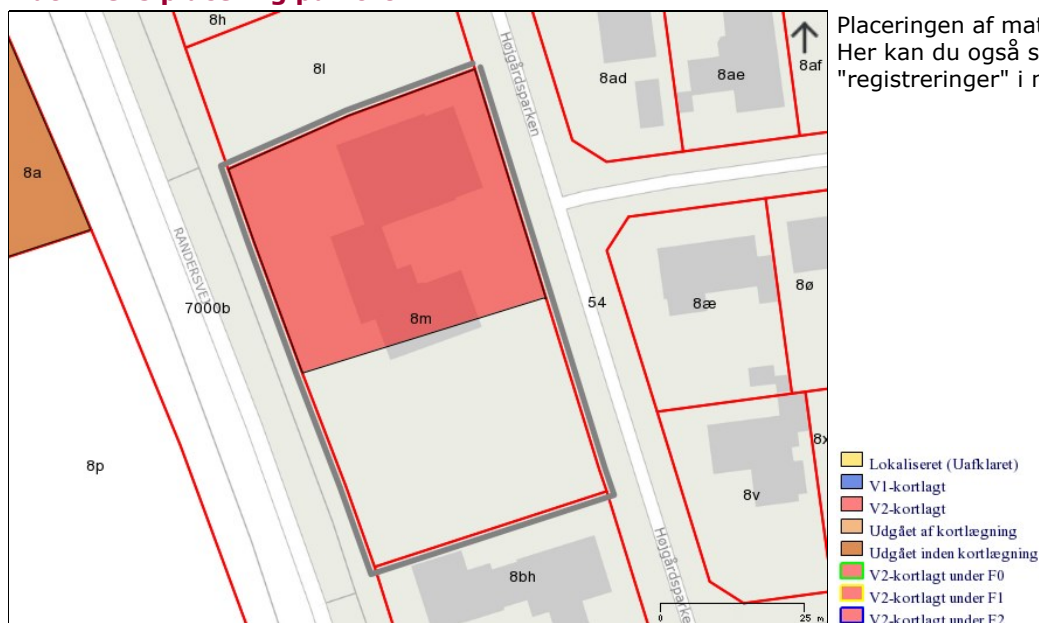 Placeringen af mat
Her kan du også s
"registreringer" i r
8h
8l
Højgårdsparken
8ad
8ae
8af
8a
RANDERSVEJ
7000b
8m
54
8æ
8ø
8p
8v
8x
8bh
Højgårdsparken
0
25 m
Lokaliseret (Uafklaret)
V1-kortlagt
V2-kortlagt
Udgået af kortlægning
Udgået inden kortlægning
V2-kortlagt under F0
V2-kortlagt under F1
V2-kortlagt under F2